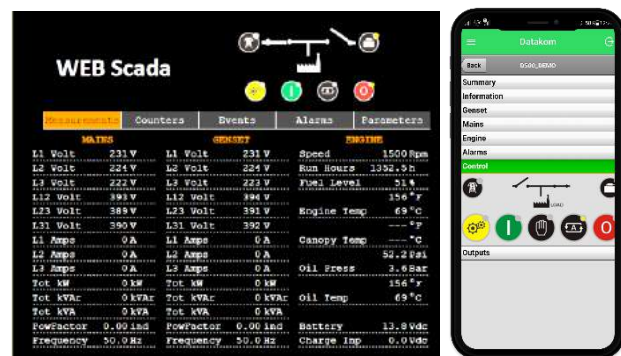 WEB Scada
Measurements Counters Events Alarms Parameters
MAINS GENSET ENGINE
L1 Volt 231 V L1 Volt 231 V Speed 1500 Rpm
L2 Volt 224 V L2 Volt 224 V Run Hours 1352.5 h
L3 Volt 222 V L3 Volt 223 V Fuel Level 51 %
L12 Volt 393 V L12 Volt 394 V 156 °F
L23 Volt 389 V L23 Volt 391 V Engine Temp 69 °C
L31 Volt 390 V L31 Volt 392 V --- °F
L1 Amps 0 A L1 Amps 0 A Canopy Temp --- °C
L2 Amps 0 A L2 Amps 0 A 52.2 Psi
L3 Amps 0 A L3 Amps 0 A Oil Press 3.6 Bar
Tot kW 0 kW Tot kW 0 kW 156 °F
Tot kVAr 0 kVAr Tot kVAr 0 kVAr Oil Temp 69 °C
Tot kVA 0 kVA Tot kVA 0 kVA
PowFactor 0.00 ind PowFactor 0.00 ind Battery 13.8 Vdc
Frequency 50.0 Hz Frequency 50.0 Hz Charge Inp 0.0 Vdc
Datakom
Back D500_DEMO
Summary
Information
Genset
Mains
Engine
Alarms
Control
LOAD
A
Outputs